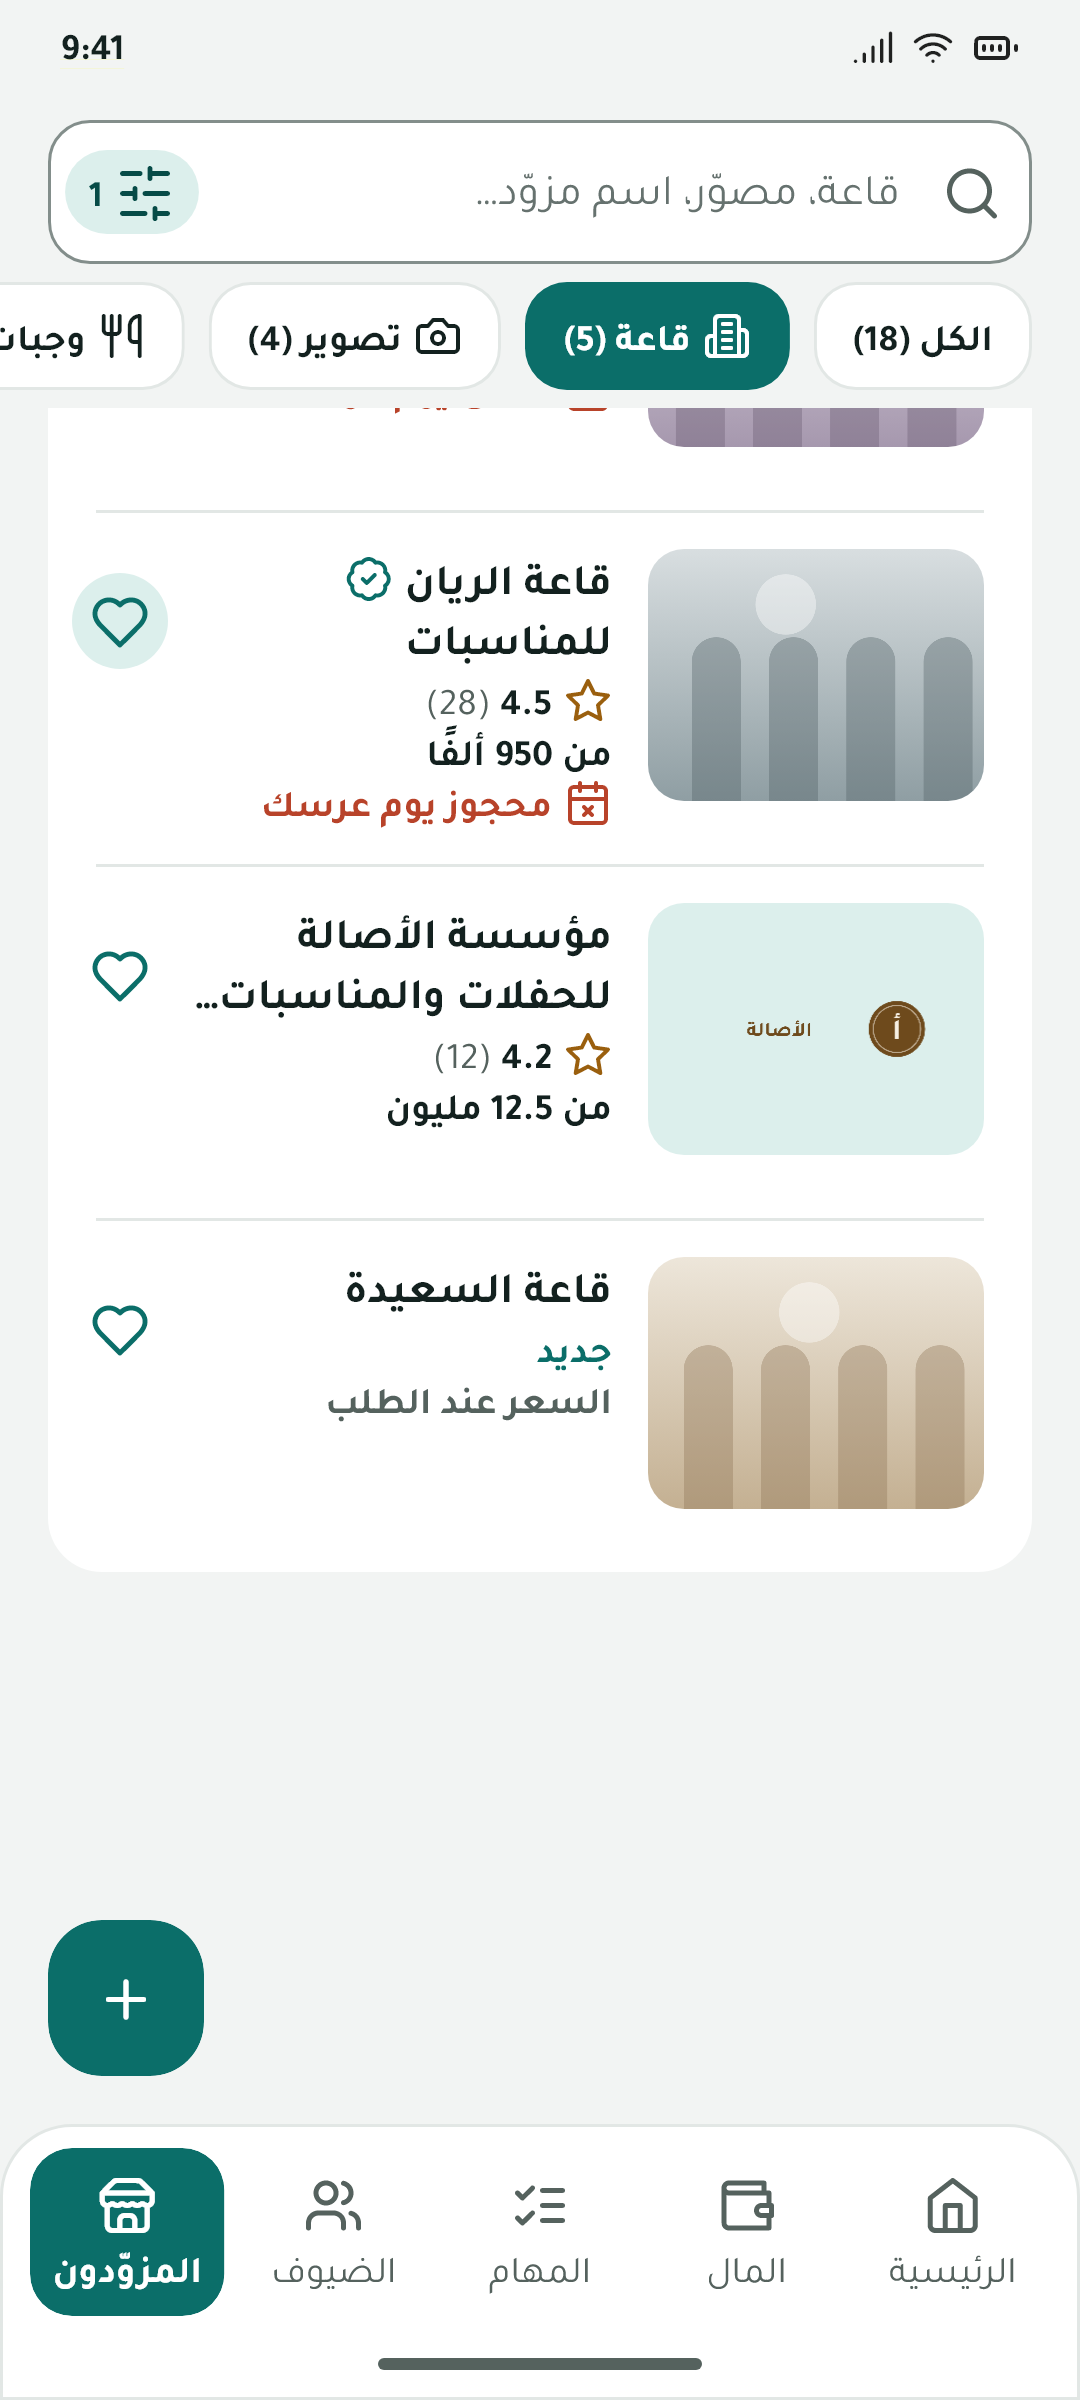 9:41
قاعة، مصوّر، اسم مزوّد...
1
الكل (18)
قاعة (5)
تصوير (4)
وجبات
قاعة الريان
للمناسبات
4.5 (28)
من 950 ألفًا
محجوز يوم عرسك
أ
الأصالة
مؤسسة الأصالة
للحفلات والمناسبات...
4.2 (12)
من 12.5 مليون
قاعة السعيدة
جديد
السعر عند الطلب
الرئيسية
المال
المهام
الضيوف
المزوّدون